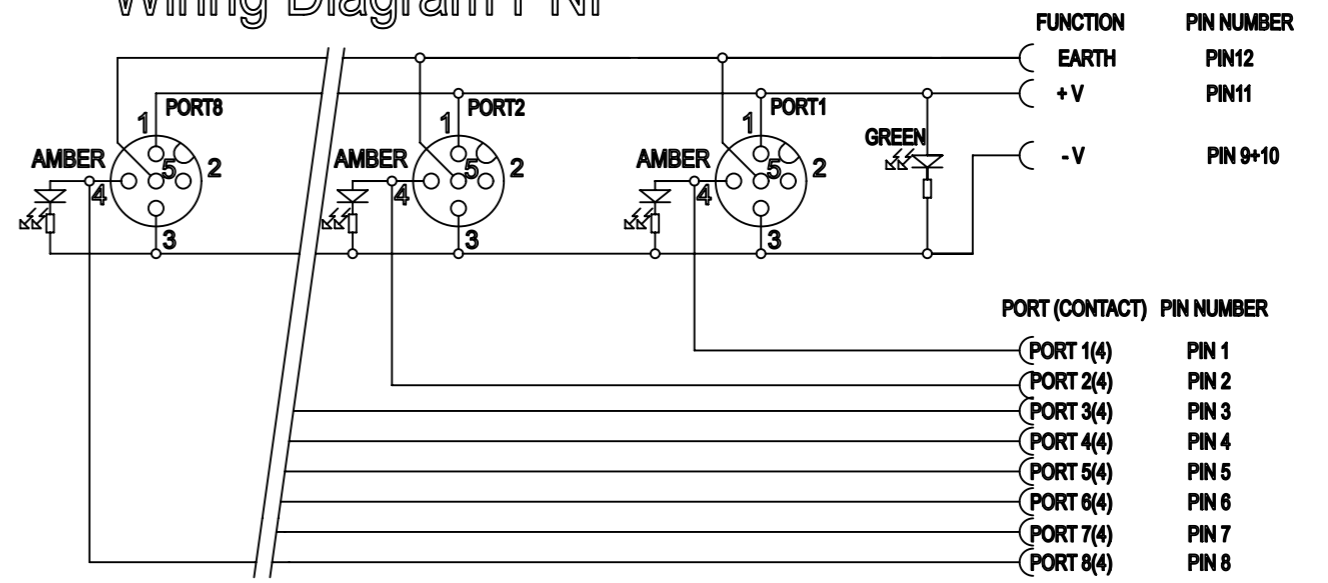 Wiring Diagram PNP
FUNCTION PIN NUMBER
EARTH PIN12
+ V PIN11
- V PIN 9+10
PORT8 PORT2 PORT1
1 1 1
GREEN
AMBER 5 2 AMBER 5 2 AMBER 5 2
4 4 4
3 3 3
PORT (CONTACT) PIN NUMBER
PORT 1(4) PIN 1
PORT 2(4) PIN 2
PORT 3(4) PIN 3
PORT 4(4) PIN 4
PORT 5(4) PIN 5
PORT 6(4) PIN 6
PORT 7(4) PIN 7
PORT 8(4) PIN 8